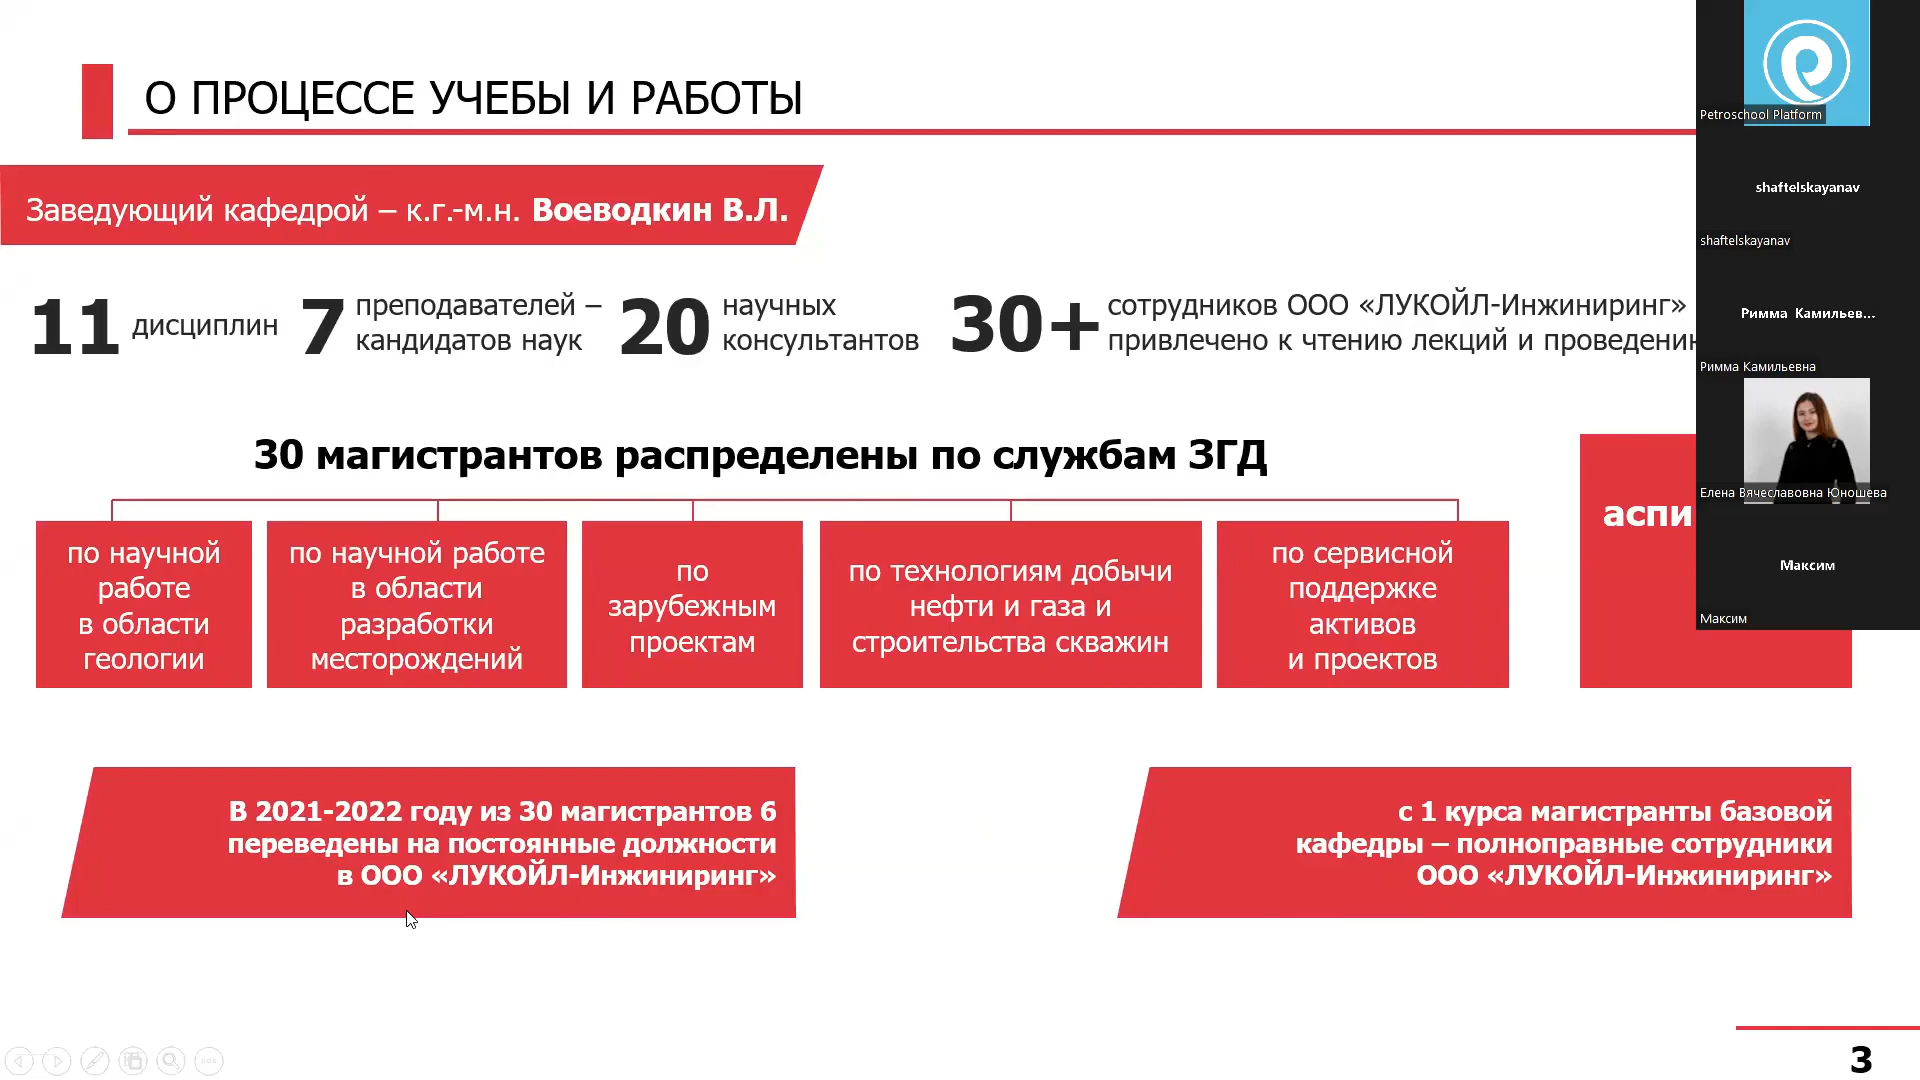 О ПРОЦЕССЕ УЧЕБЫ И РАБОТЫ
Заведующий кафедрой – к.г.-м.н. Воеводкин В.Л.
11 дисциплин
7 преподавателей –
кандидатов наук
20 научных
консультантов
30+ сотрудников ООО «ЛУКОЙЛ-Инжиниринг»
привлечено к чтению лекций и
30 магистрантов распределены по службам ЗГД
по научной
работе
в области
геологии
по научной работе
в области
разработки
месторождений
по
зарубежным
проектам
по технологиям добычи
нефти и газа и
строительства скважин
по сервисной
поддержке
активов
и проектов
аспи
В 2021-2022 году из 30 магистрантов 6
переведены на постоянные должности
в ООО «ЛУКОЙЛ-Инжиниринг»
с 1 курса магистранты базовой
кафедры – полноправные сотрудники
ООО «ЛУКОЙЛ-Инжиниринг»
3
Petroschool Platform
shaftelskayanav
shaftelskayanav
Римма Камильев...
Римма Камильевна
Елена Вячеславовна Юношева
Максим
Максим